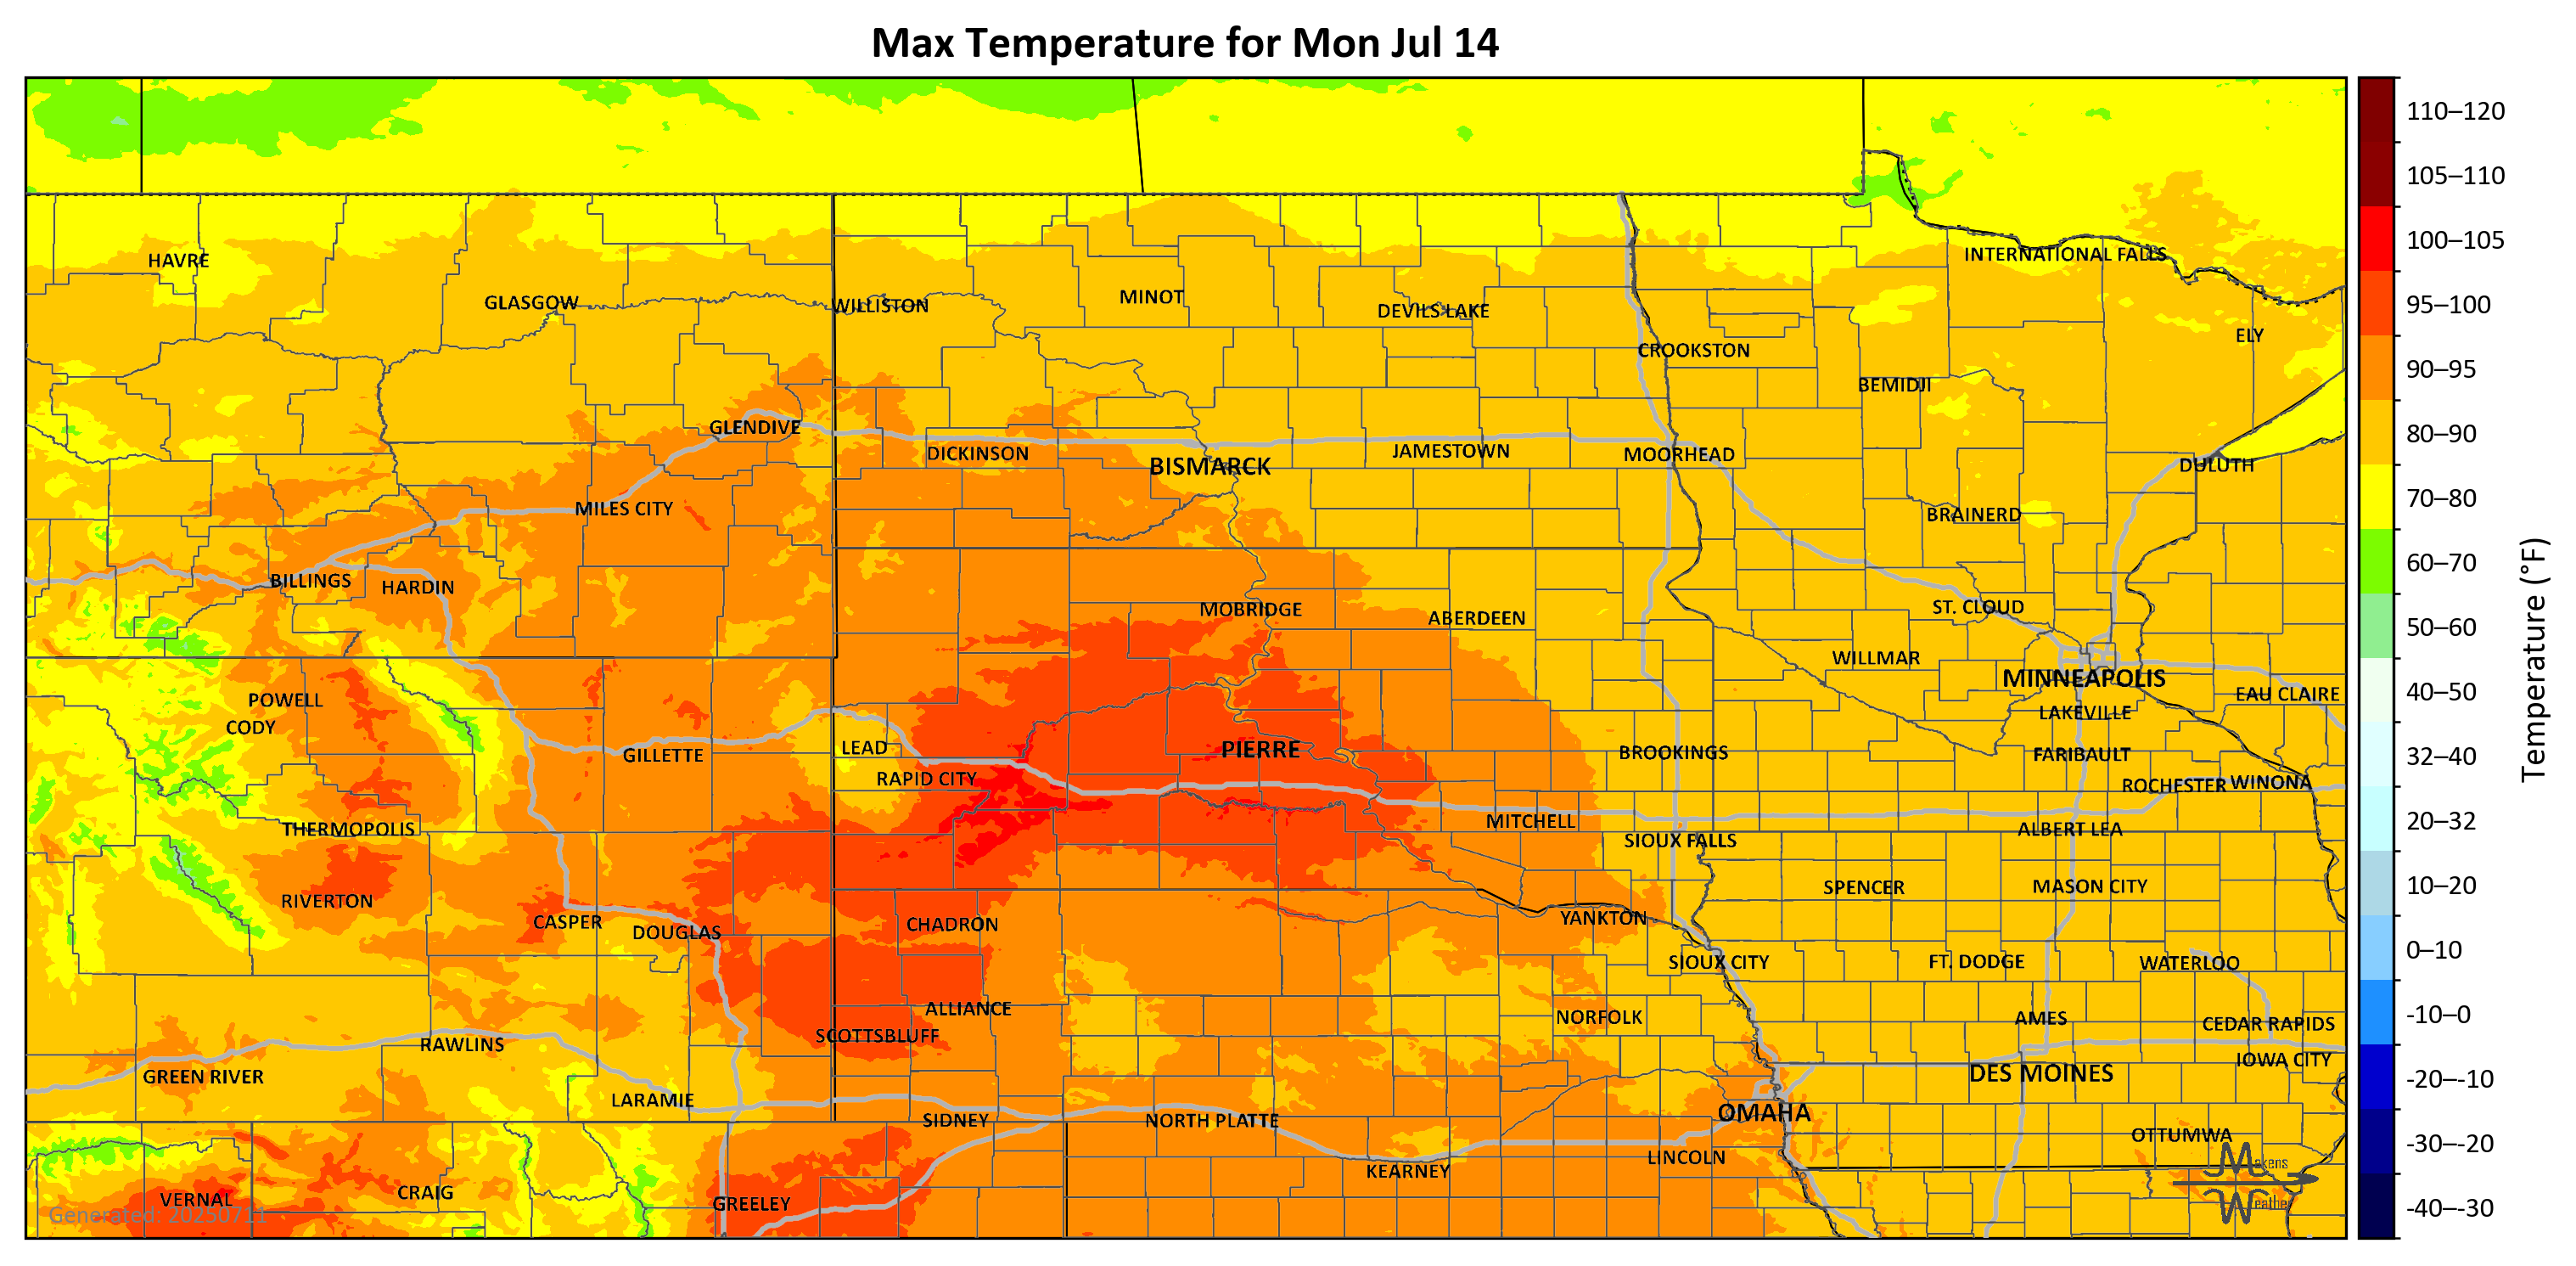 Max Temperature for Mon Jul 14
110–120
105–110
100–105
95–100
90–95
80–90
70–80
60–70
50–60
40–50
32–40
20–32
10–20
0–10
-10–0
-20–-10
-30–-20
-40–-30
Temperature (°F)
HAVRE
INTERNATIONAL FALLS
GLASGOW
WILLISTON
MINOT
DEVILS LAKE
ELY
CROOKSTON
BEMIDJI
GLENDIVE
DICKINSON
BISMARCK
JAMESTOWN
MOORHEAD
DULUTH
MILES CITY
BRAINERD
BILLINGS
HARDIN
MOBRIDGE
ABERDEEN
ST. CLOUD
WILLMAR
MINNEAPOLIS
POWELL
EAU CLAIRE
CODY
LAKEVILLE
GILLETTE
LEAD
PIERRE
BROOKINGS
FARIBAULT
RAPID CITY
ROCHESTER
WINONA
THERMOPOLIS
MITCHELL
ALBERT LEA
SIOUX FALLS
RIVERTON
SPENCER
MASON CITY
CASPER
DOUGLAS
CHADRON
YANKTON
SIOUX CITY
FT. DODGE
WATERLOO
ALLIANCE
NORFOLK
AMES
CEDAR RAPIDS
SCOTTSBLUFF
RAWLINS
IOWA CITY
GREEN RIVER
DES MOINES
LARAMIE
OMAHA
SIDNEY
NORTH PLATTE
OTTUMWA
LINCOLN
KEARNEY
VERNAL
CRAIG
GREELEY
Makens
Weather
Generated: 20250711